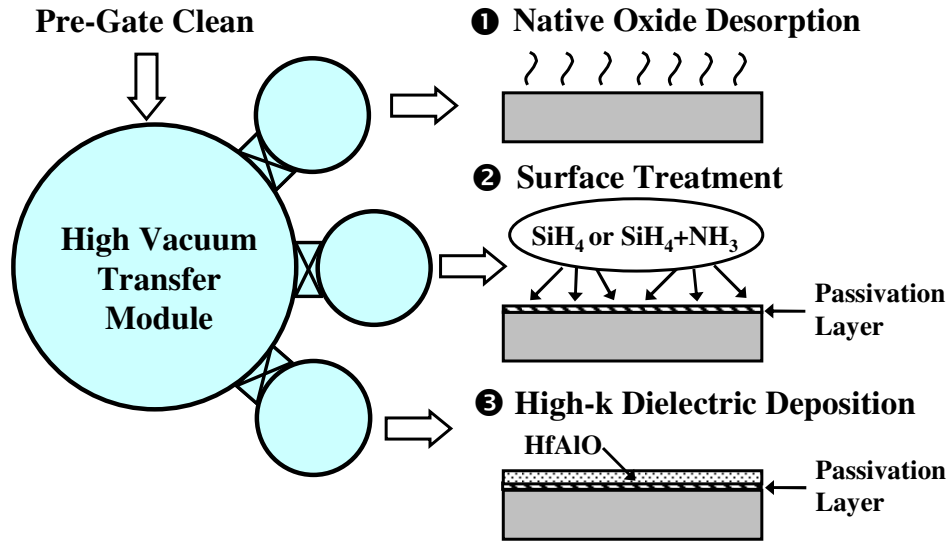 Pre-Gate Clean
High Vacuum
Transfer
Module
❶ Native Oxide Desorption
❷ Surface Treatment
SiH₄ or SiH₄+NH₃
Passivation
Layer
❸ High-k Dielectric Deposition
HfAlO
Passivation
Layer